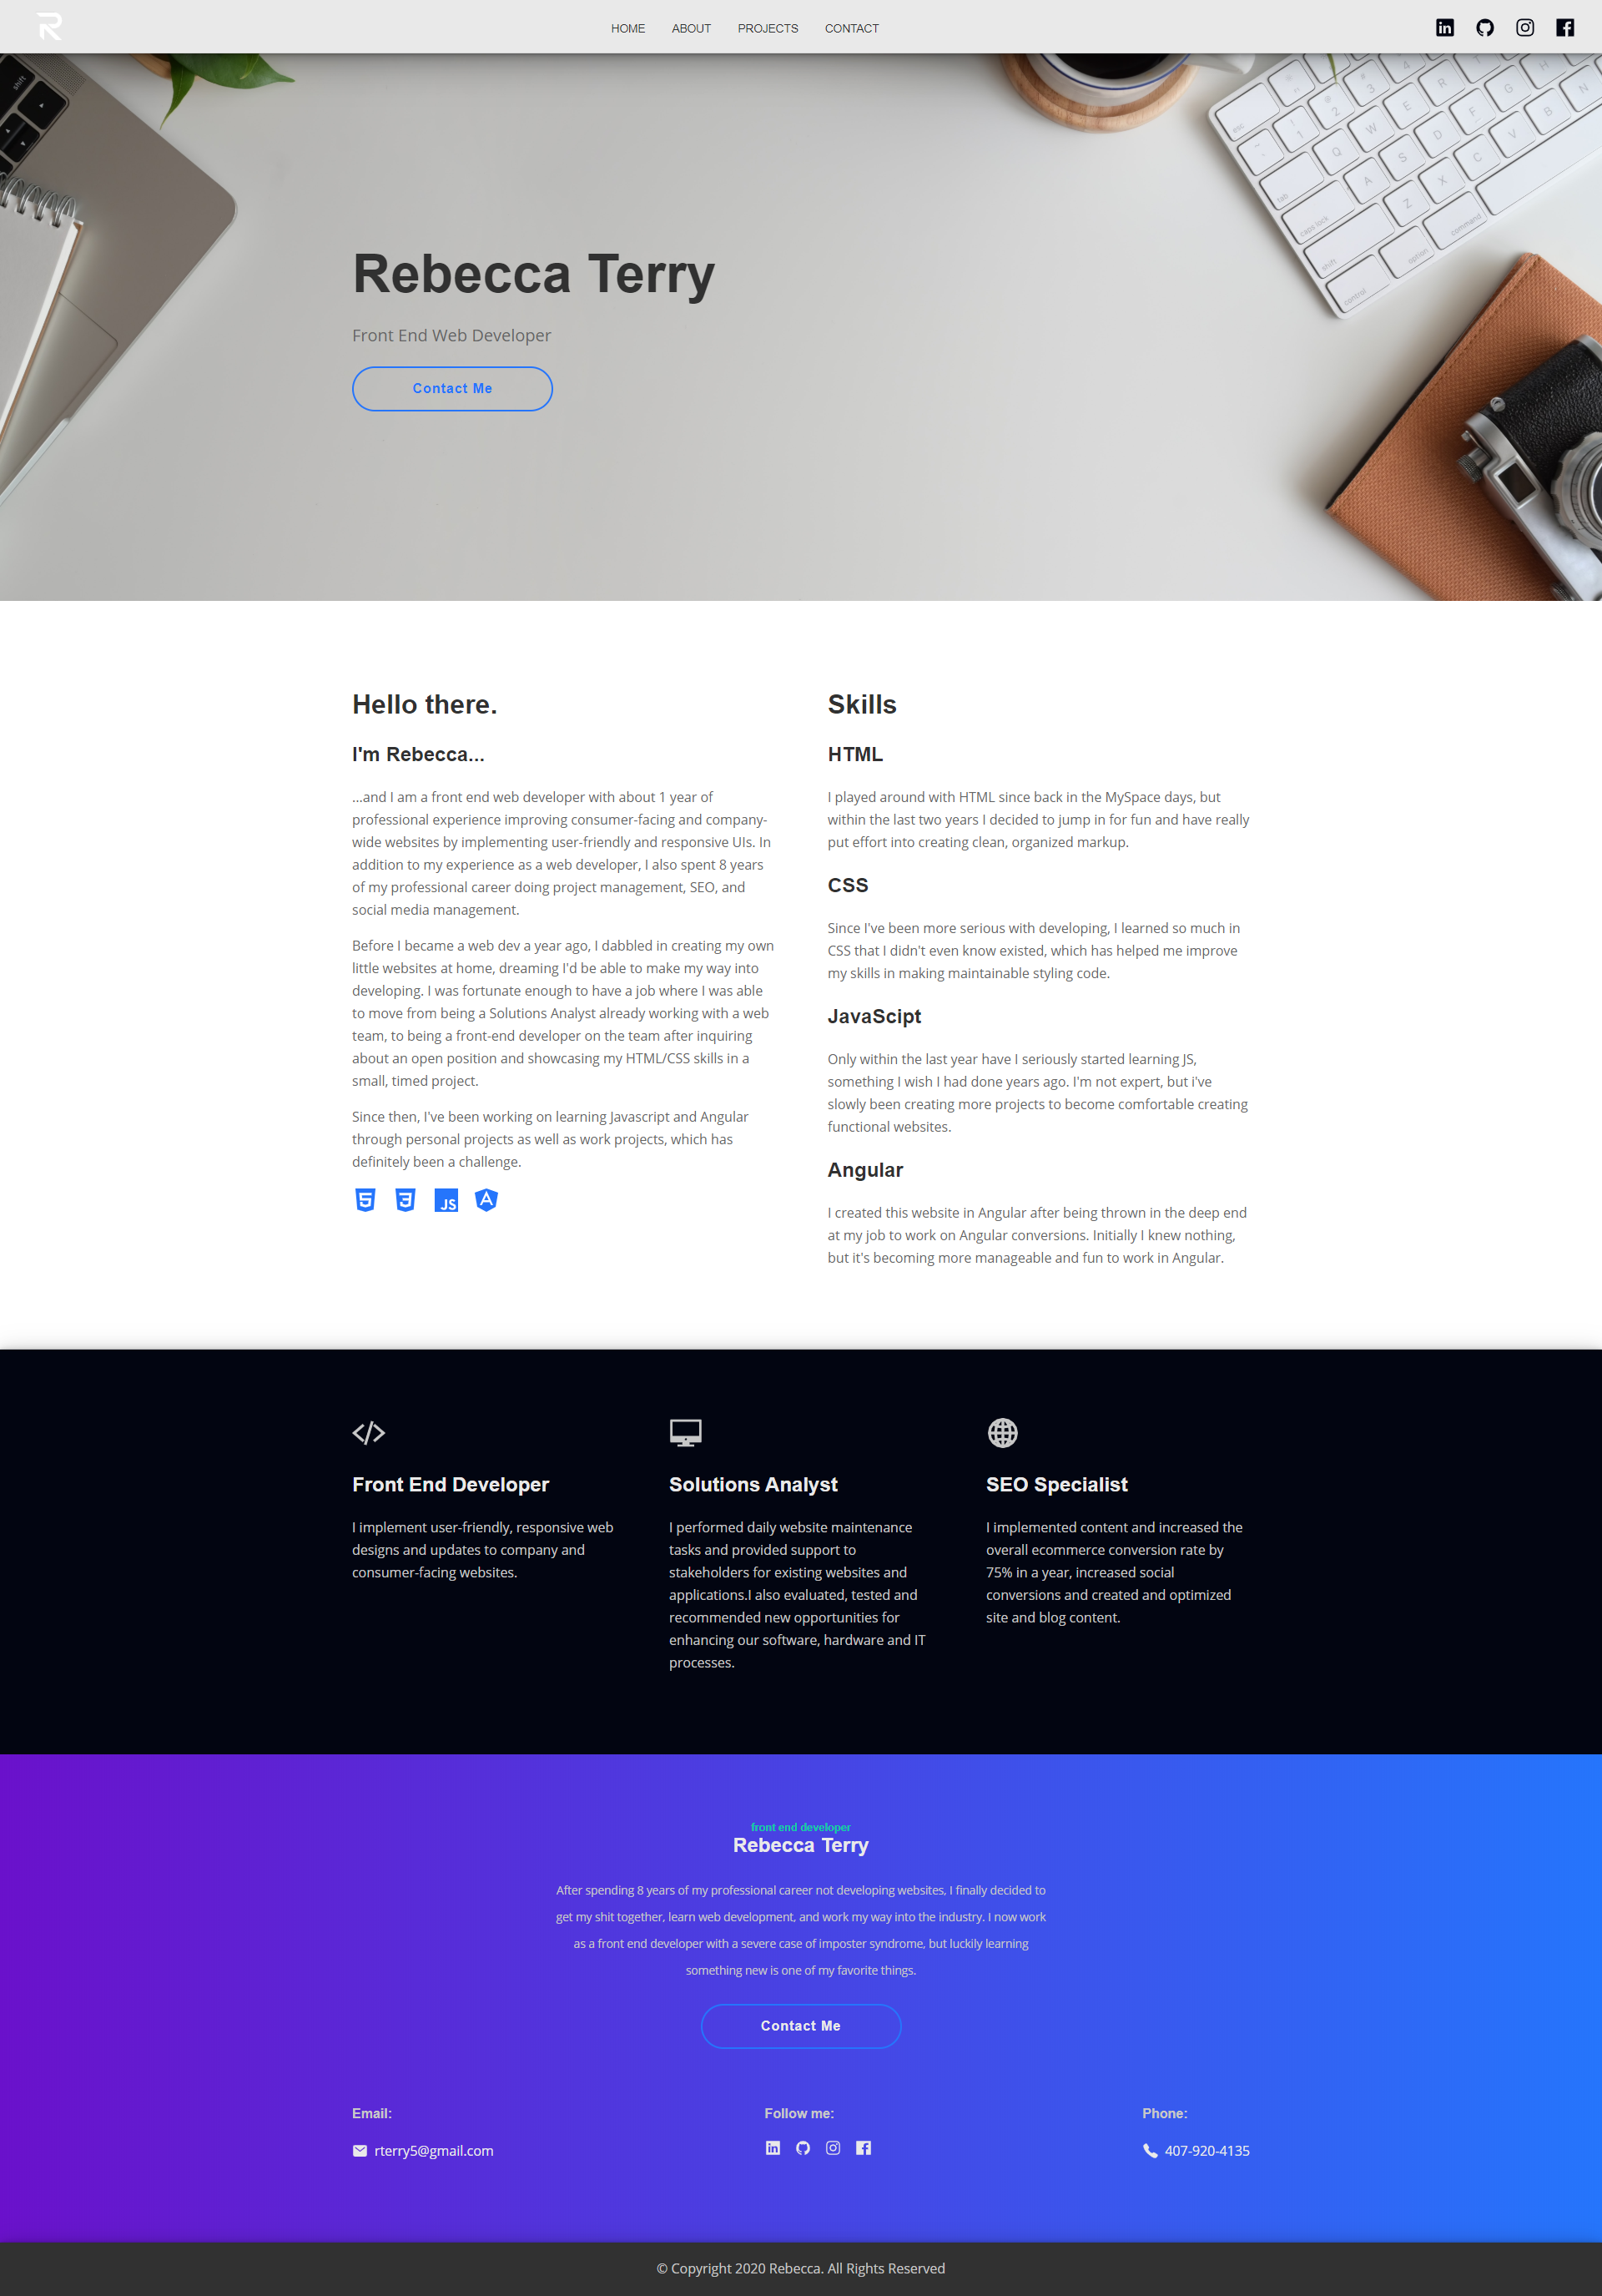 R
HOME ABOUT PROJECTS CONTACT
Rebecca Terry
Front End Web Developer
Contact Me
Hello there.
I'm Rebecca...
...and I am a front end web developer with about 1 year of
professional experience improving consumer-facing and company-
wide websites by implementing user-friendly and responsive UIs. In
addition to my experience as a web developer, I also spent 8 years
of my professional career doing project management, SEO, and
social media management.
Before I became a web dev a year ago, I dabbled in creating my own
little websites at home, dreaming I'd be able to make my way into
developing. I was fortunate enough to have a job where I was able
to move from being a Solutions Analyst already working with a web
team, to being a front-end developer on the team after inquiring
about an open position and showcasing my HTML/CSS skills in a
small, timed project.
Since then, I've been working on learning Javascript and Angular
through personal projects as well as work projects, which has
definitely been a challenge.
Skills
HTML
I played around with HTML since back in the MySpace days, but
within the last two years I decided to jump in for fun and have really
put effort into creating clean, organized markup.
CSS
Since I've been more serious with developing, I learned so much in
CSS that I didn't even know existed, which has helped me improve
my skills in making maintainable styling code.
JavaScipt
Only within the last year have I seriously started learning JS,
something I wish I had done years ago. I'm not expert, but i've
slowly been creating more projects to become comfortable creating
functional websites.
Angular
I created this website in Angular after being thrown in the deep end
at my job to work on Angular conversions. Initially I knew nothing,
but it's becoming more manageable and fun to work in Angular.
Front End Developer
I implement user-friendly, responsive web
designs and updates to company and
consumer-facing websites.
Solutions Analyst
I performed daily website maintenance
tasks and provided support to
stakeholders for existing websites and
applications.I also evaluated, tested and
recommended new opportunities for
enhancing our software, hardware and IT
processes.
SEO Specialist
I implemented content and increased the
overall ecommerce conversion rate by
75% in a year, increased social
conversions and created and optimized
site and blog content.
front end developer
Rebecca Terry
After spending 8 years of my professional career not developing websites, I finally decided to
get my shit together, learn web development, and work my way into the industry. I now work
as a front end developer with a severe case of imposter syndrome, but luckily learning
something new is one of my favorite things.
Contact Me
Email:
rterry5@gmail.com
Follow me:
Phone:
407-920-4135
© Copyright 2020 Rebecca. All Rights Reserved